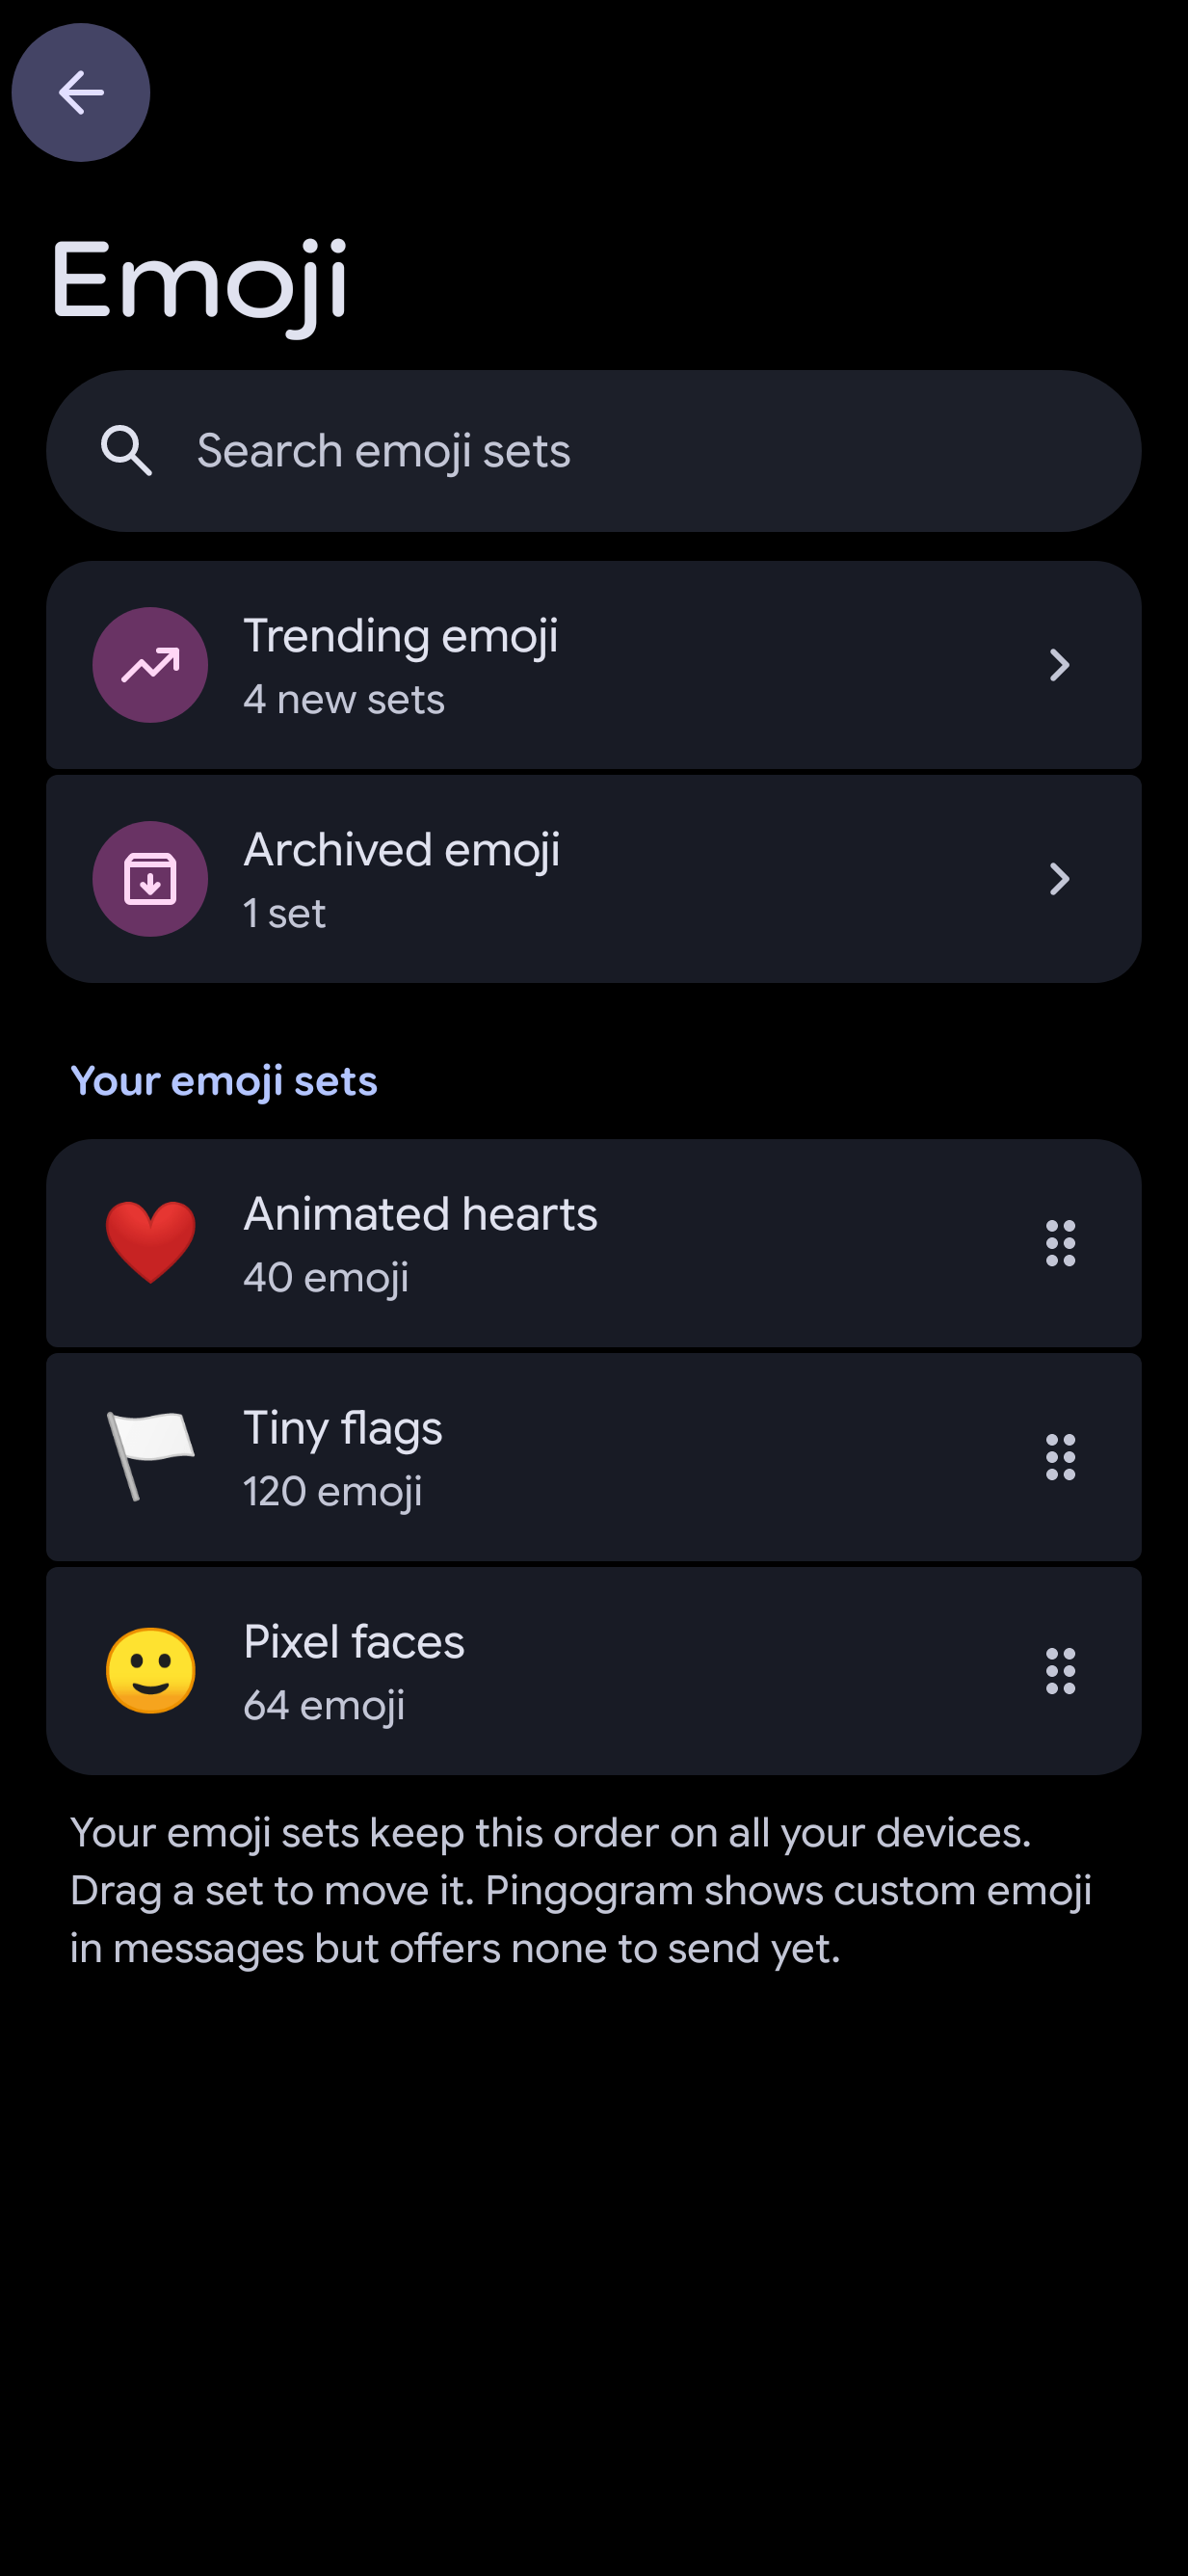 Emoji
Search emoji sets
Trending emoji
4 new sets
Archived emoji
1 set
Your emoji sets
Animated hearts
40 emoji
Tiny flags
120 emoji
Pixel faces
64 emoji
Your emoji sets keep this order on all your devices.
Drag a set to move it. Pingogram shows custom emoji
in messages but offers none to send yet.